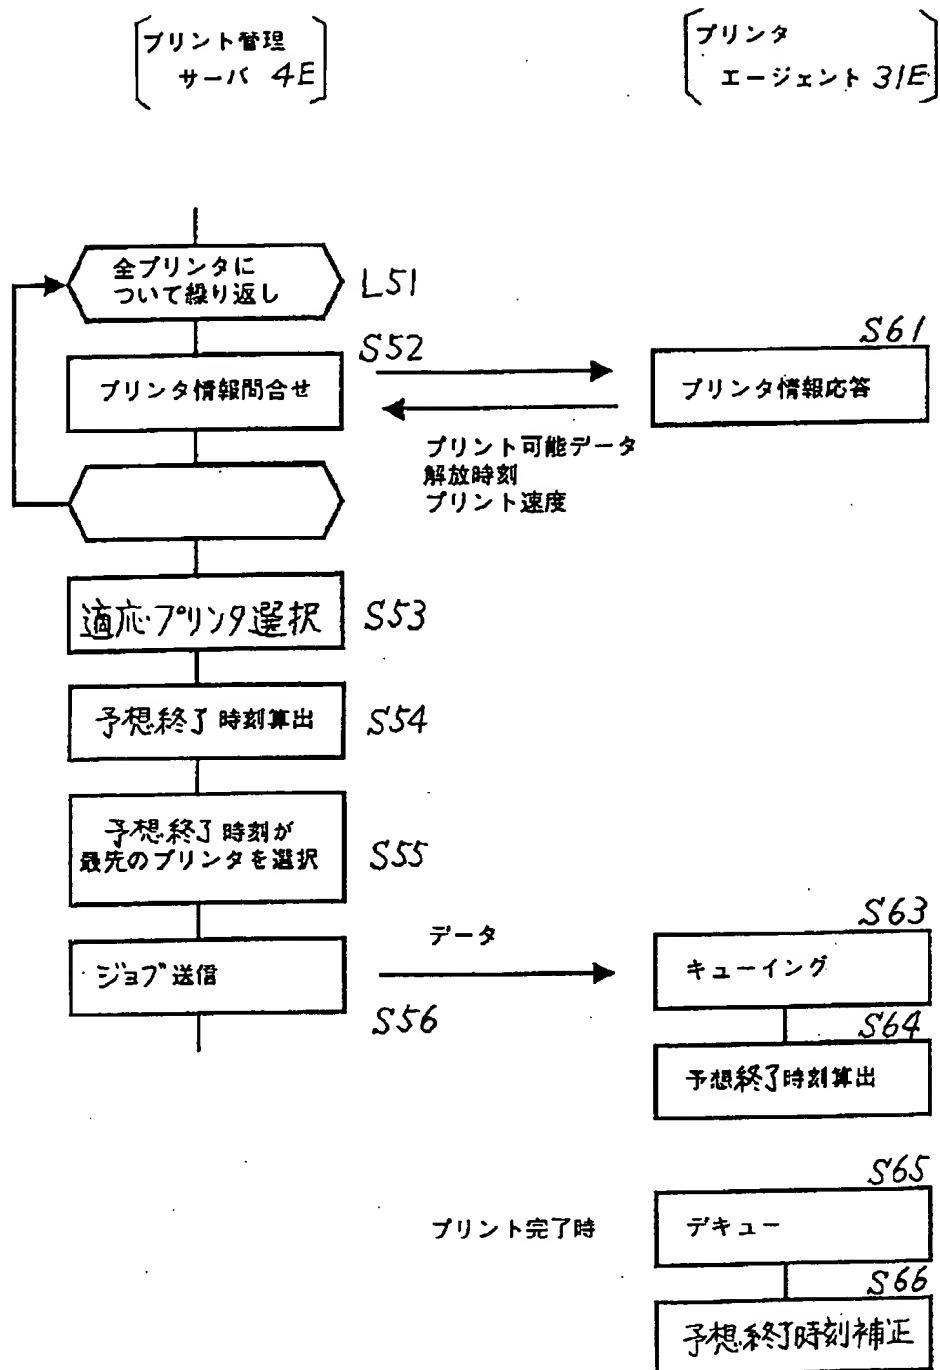 プリント管理
サーバ 4E
プリンタ
エージェント 31E
全プリンタに
ついて繰り返し
L51
S52
S61
プリンタ情報問合せ
プリンタ情報応答
プリント可能データ
解放時刻
プリント速度
適応プリンタ選択
S53
予想終了時刻算出
S54
予想終了時刻が
最先のプリンタを選択
S55
データ
S63
ジョブ送信
キューイング
S56
S64
予想終了時刻算出
S65
プリント完了時
デキュー
S66
予想終了時刻補正